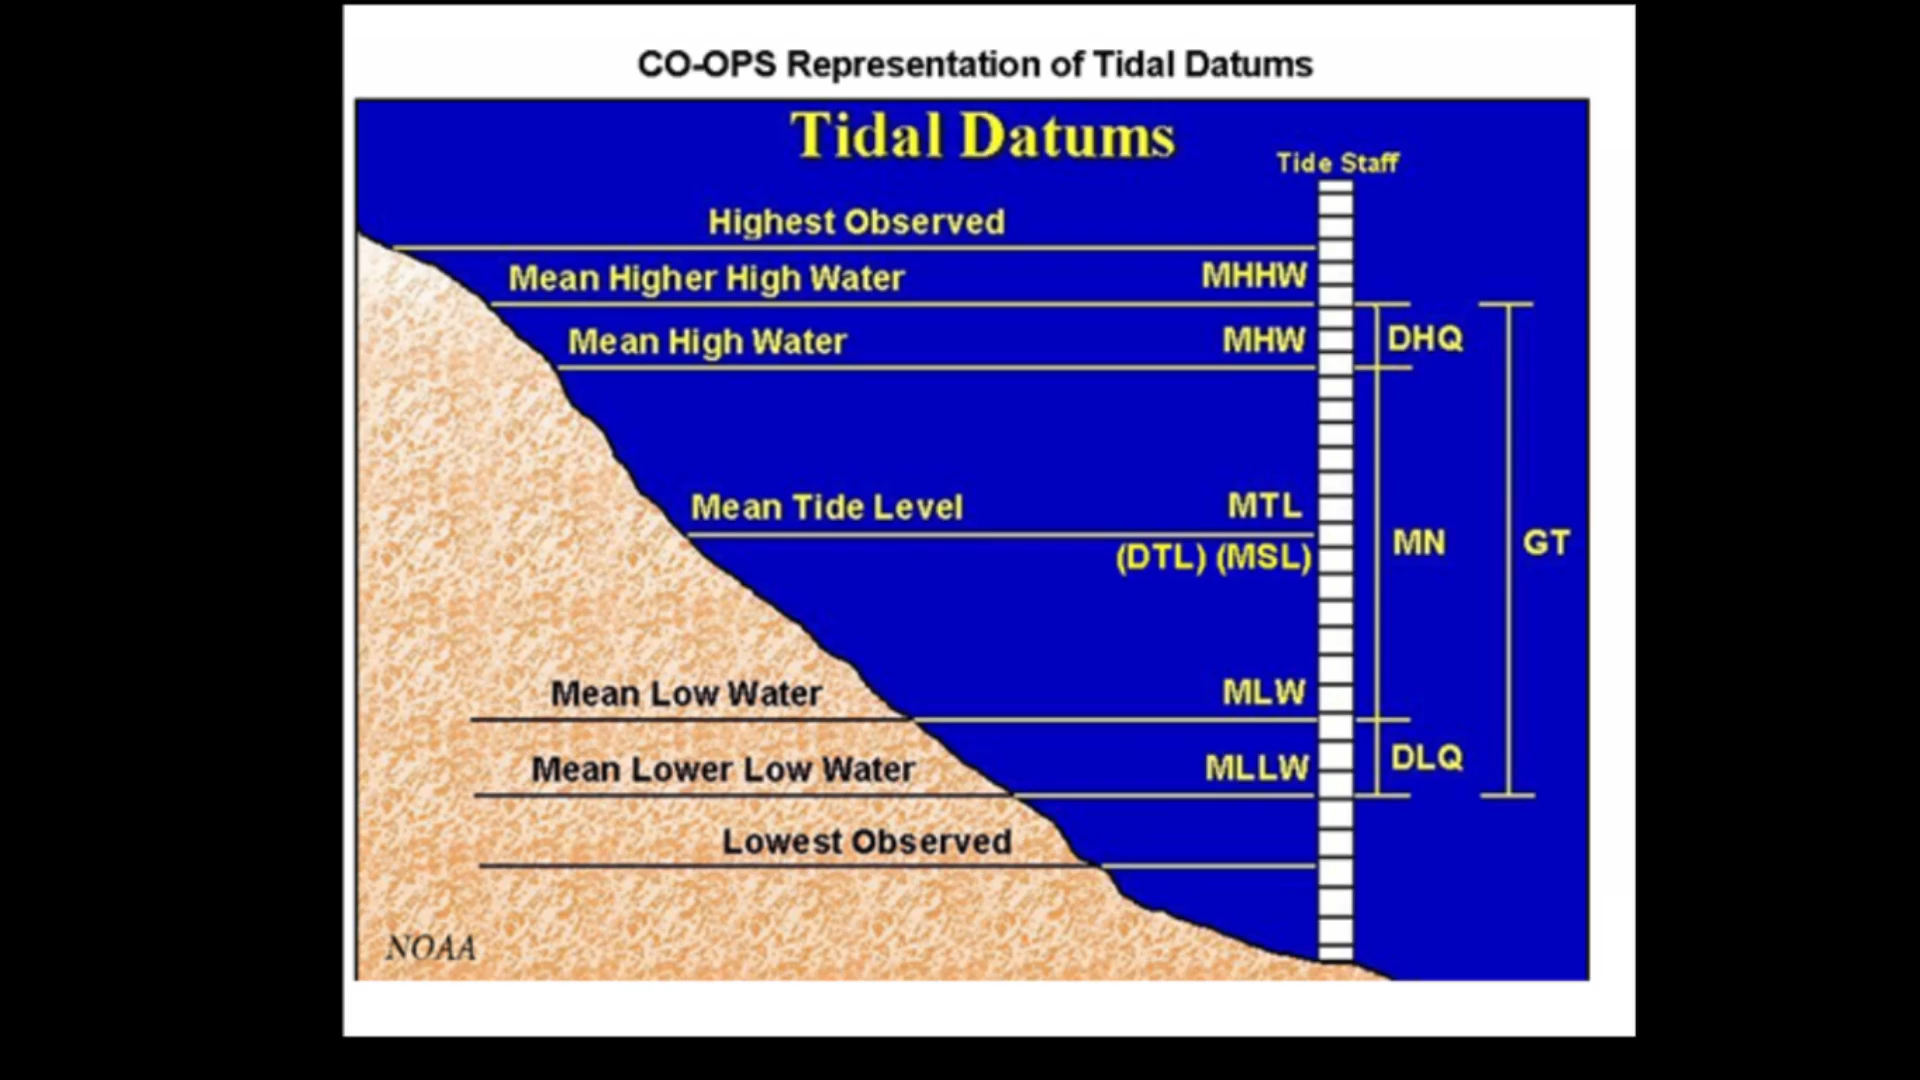 CO-OPS Representation of Tidal Datums
Tidal Datums
Tide Staff
Highest Observed
Mean Higher High Water MHHW
Mean High Water MHW DHQ
Mean Tide Level MTL
(DTL) (MSL) MN GT
Mean Low Water MLW
Mean Lower Low Water MLLW DLQ
Lowest Observed
NOAA